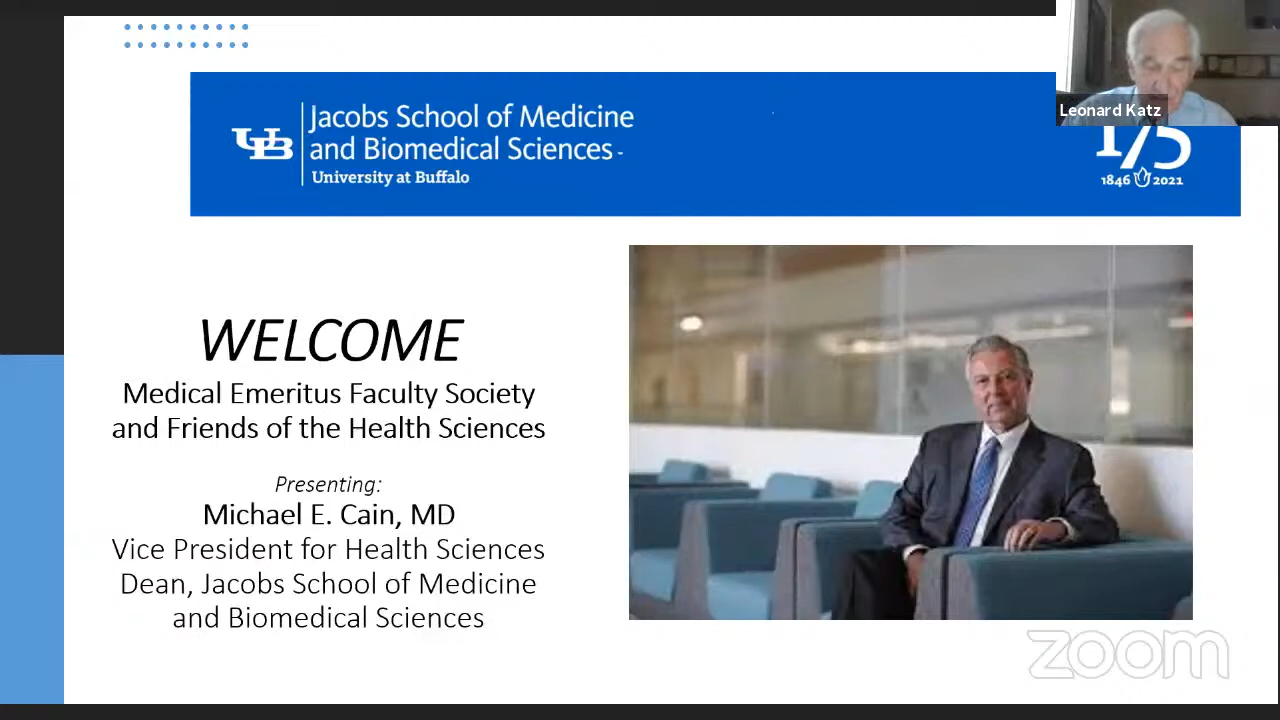 Leonard Katz
UB
Jacobs School of Medicine
and Biomedical Sciences -
University at Buffalo
175
1846 2021
WELCOME
Medical Emeritus Faculty Society
and Friends of the Health Sciences
Presenting:
Michael E. Cain, MD
Vice President for Health Sciences
Dean, Jacobs School of Medicine
and Biomedical Sciences
zoom